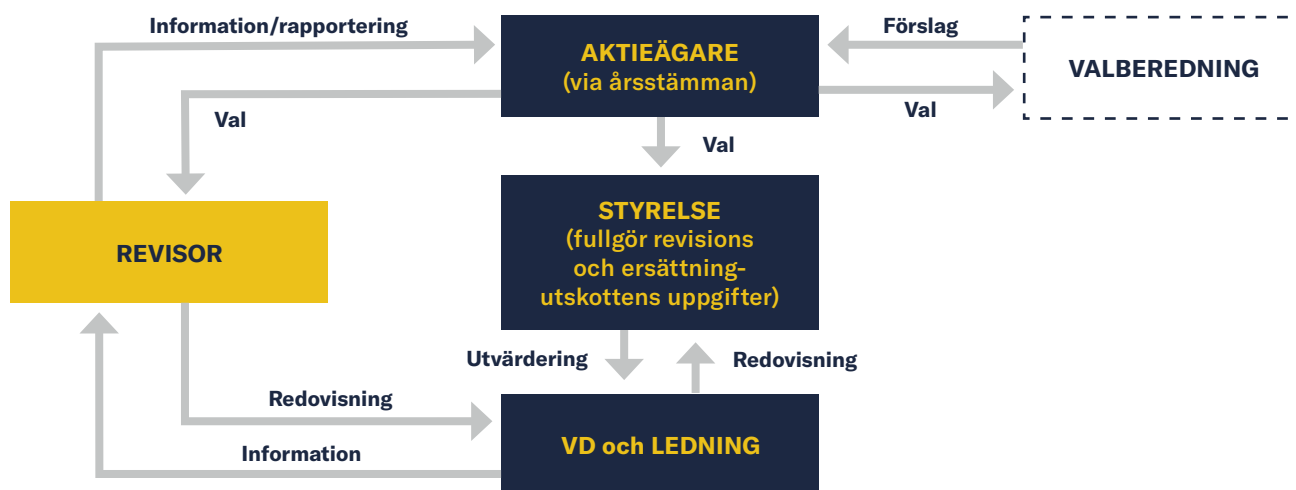 Information/rapportering
Förslag
AKTIEÄGARE
(via årsstämman)
VALBEREDNING
Val
Val
Val
STYRELSE
(fullgör revisions
och ersättning-
utskottens uppgifter)
REVISOR
Utvärdering
Redovisning
Redovisning
VD och LEDNING
Information